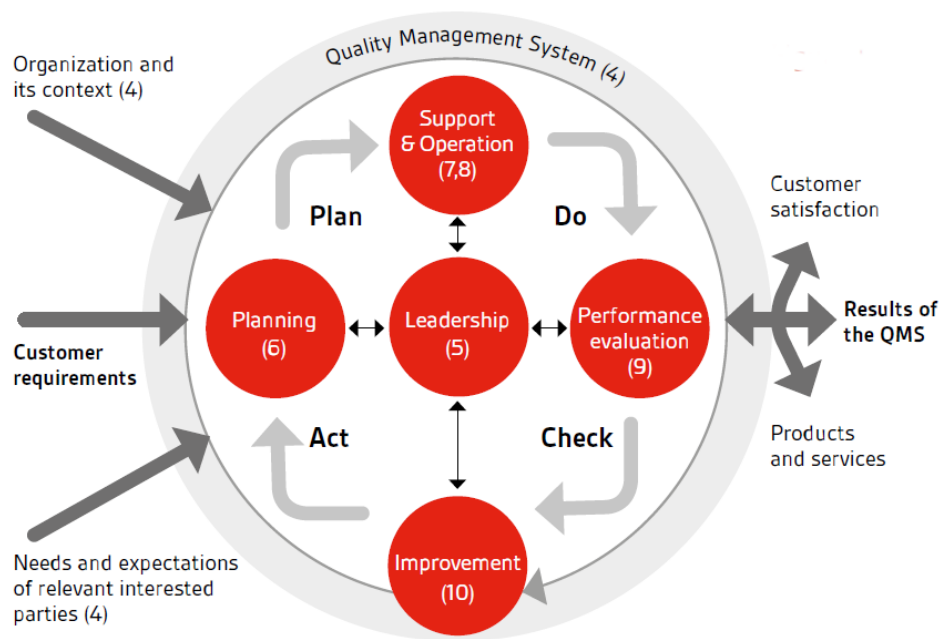 Quality Management System (4)
Organization and
its context (4)
Support
& Operation
(7,8)
Plan
Do
Customer
satisfaction
Planning
(6)
Leadership
(5)
Performance
evaluation
(9)
Results of
the QMS
Customer
requirements
Act
Check
Products
and services
Needs and expectations
of relevant interested
parties (4)
Improvement
(10)